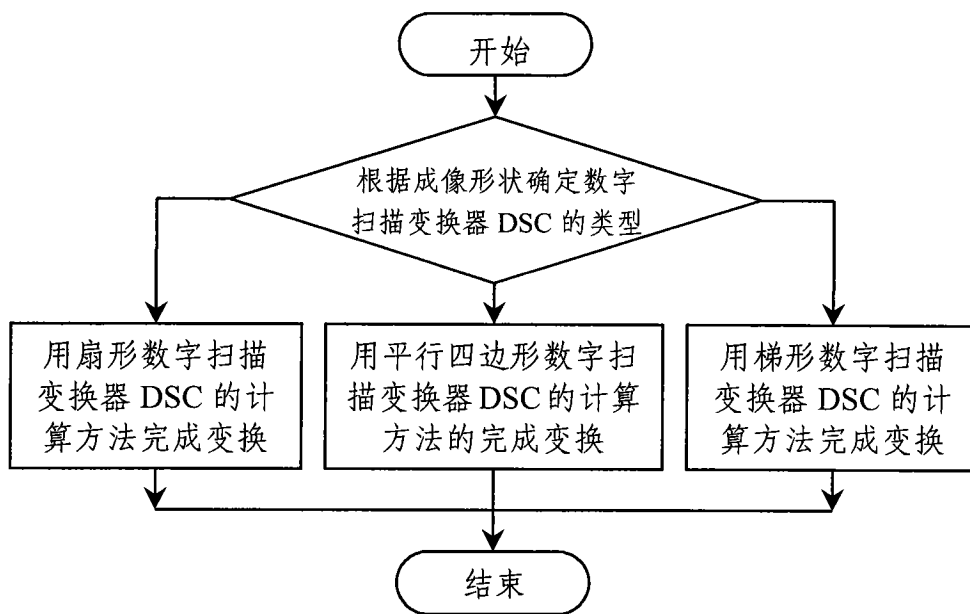 开始
根据成像形状确定数字
扫描变换器 DSC 的类型
用扇形数字扫描
变换器 DSC 的计
算方法完成变换
用平行四边形数字扫
描变换器 DSC 的计算
方法的完成变换
用梯形数字扫描
变换器 DSC 的计
算方法完成变换
结束